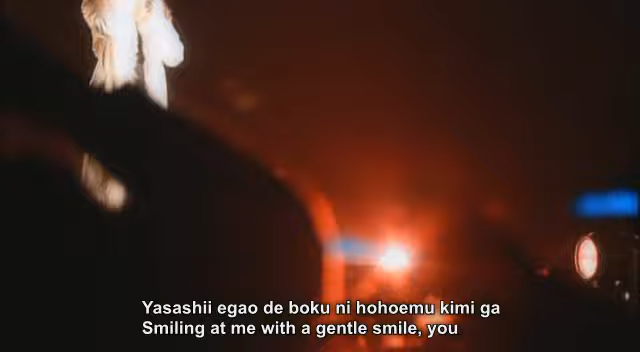 Yasashii egao de boku ni hohoemu kimi ga
Smiling at me with a gentle smile, you